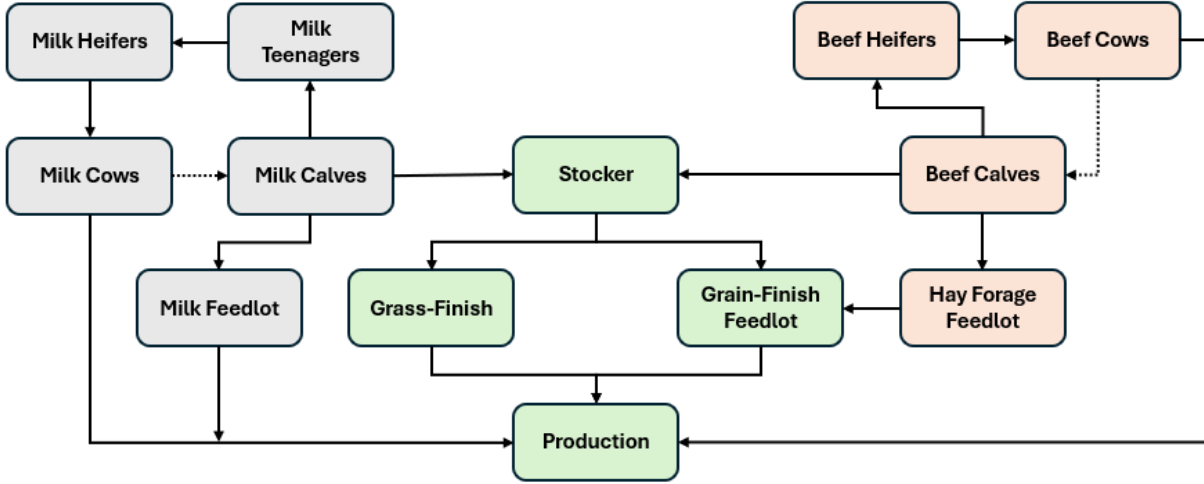 Milk Heifers
Milk
Teenagers
Beef Heifers
Beef Cows
Milk Cows
Milk Calves
Stocker
Beef Calves
Milk Feedlot
Grass-Finish
Grain-Finish
Feedlot
Hay Forage
Feedlot
Production